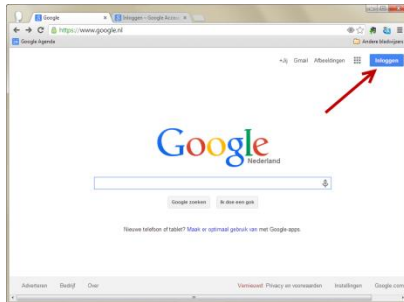 Google
Inloggen – Google Accou
https://www.google.nl
Google Agenda
Andere bladwijzers
+Jij Gmail Afbeeldingen Inloggen
Google
Nederland
Google zoeken Ik doe een gok
Nieuwe telefoon of tablet? Maak er optimaal gebruik van met Google-apps.
Adverteren Bedrijf Over Vernieuwd: Privacy en voorwaarden Instellingen Google.com